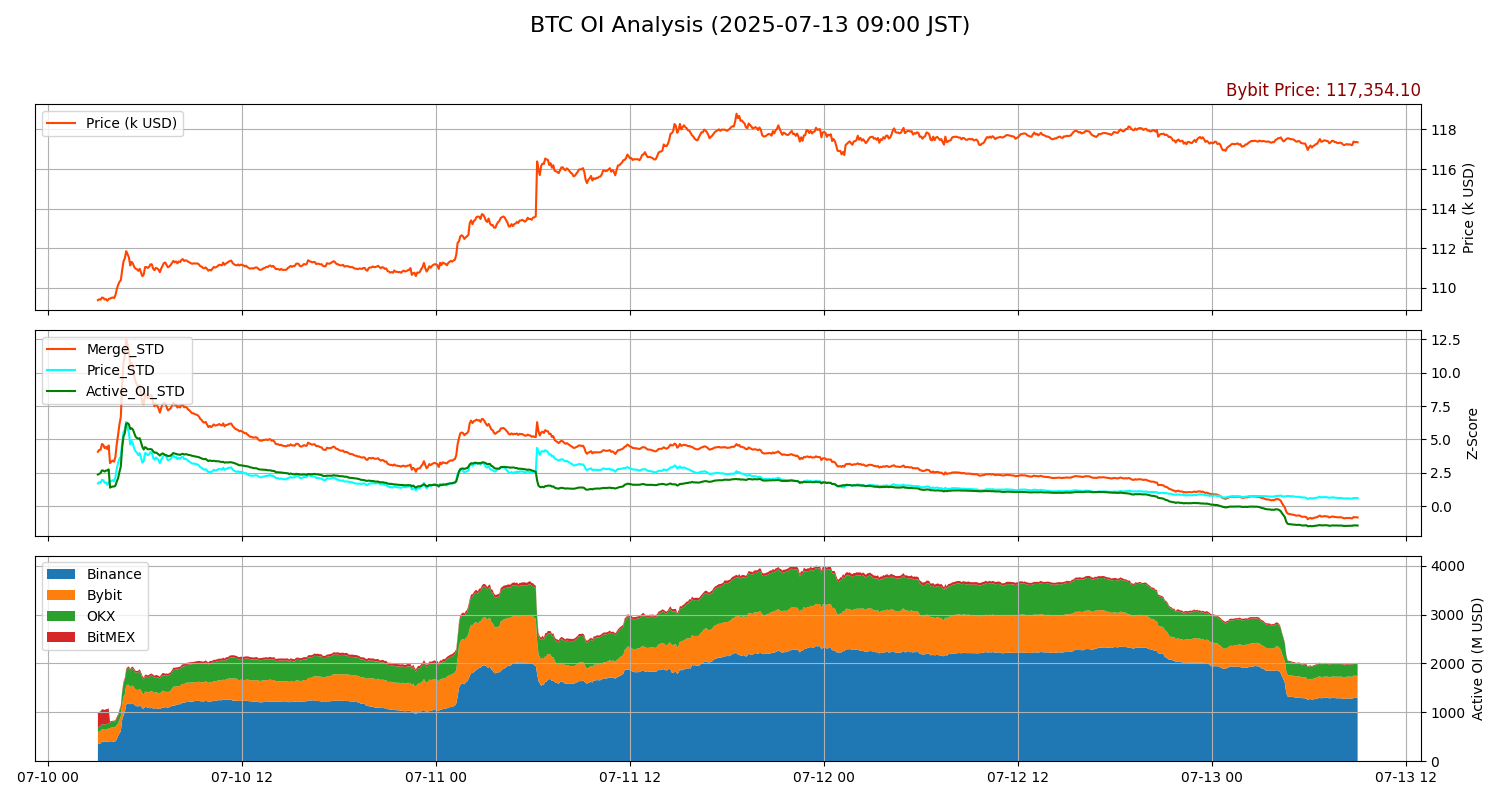 BTC OI Analysis (2025-07-13 09:00 JST)
Bybit Price: 117,354.10
Price (k USD)
118
116
114
112
110
Price (k USD)
Merge_STD
Price_STD
Active_OI_STD
12.5
10.0
7.5
5.0
2.5
0.0
Z-Score
Binance
Bybit
OKX
BitMEX
4000
3000
2000
1000
0
Active OI (M USD)
07-10 00
07-10 12
07-11 00
07-11 12
07-12 00
07-12 12
07-13 00
07-13 12